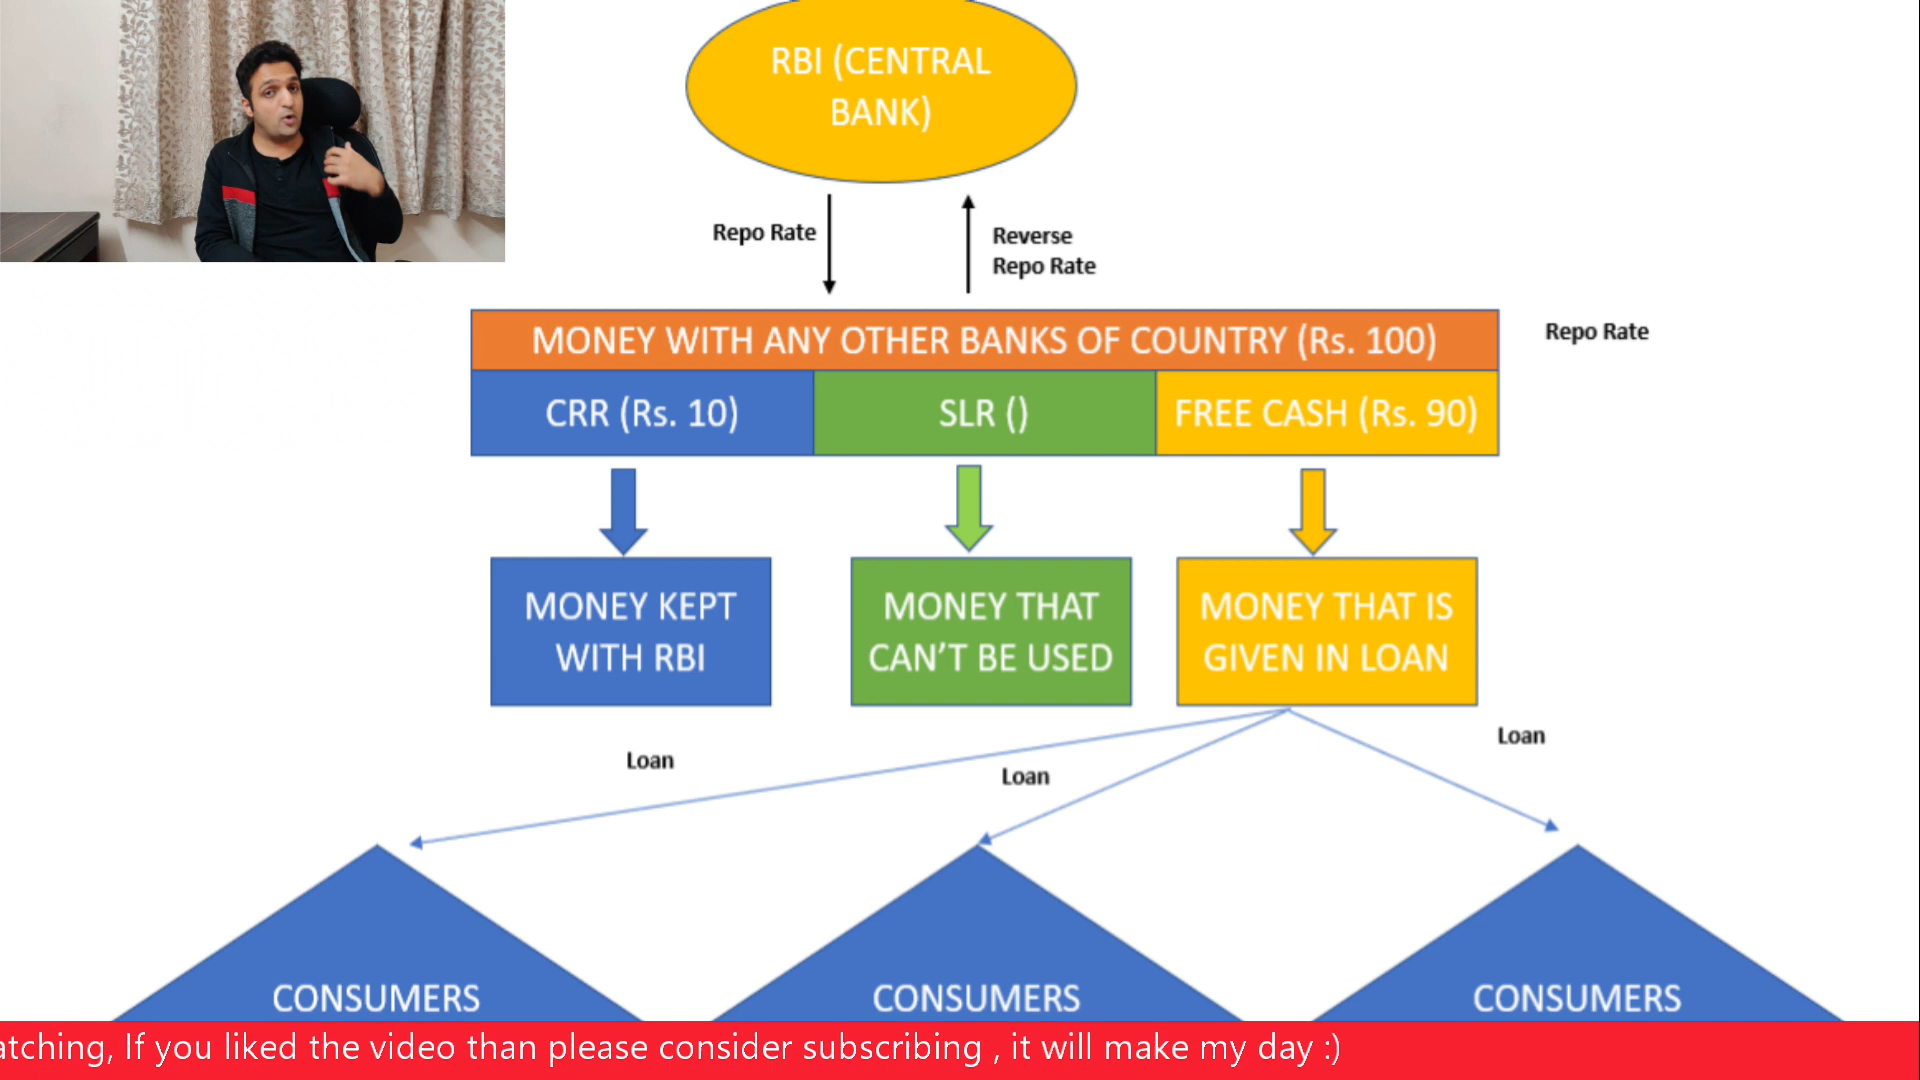 RBI (CENTRAL
BANK)
Repo Rate
Reverse
Repo Rate
MONEY WITH ANY OTHER BANKS OF COUNTRY (Rs. 100)
Repo Rate
CRR (Rs. 10)
SLR ()
FREE CASH (Rs. 90)
MONEY KEPT
WITH RBI
MONEY THAT
CAN'T BE USED
MONEY THAT IS
GIVEN IN LOAN
Loan
Loan
Loan
CONSUMERS
CONSUMERS
CONSUMERS
atching, If you liked the video than please consider subscribing , it will make my day :)